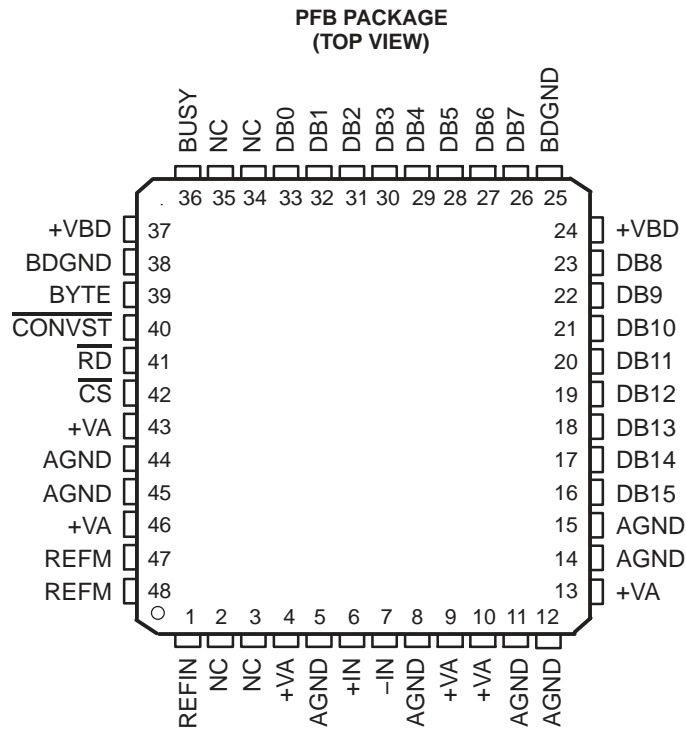 PFB PACKAGE
(TOP VIEW)
BUSY
NC
NC
DB0
DB1
DB2
DB3
DB4
DB5
DB6
DB7
BDGND
36 35 34 33 32 31 30 29 28 27 26 25
+VBD 37
BDGND 38
BYTE 39
CONVST 40
RD 41
CS 42
+VA 43
AGND 44
AGND 45
+VA 46
REFM 47
REFM 48
24 +VBD
23 DB8
22 DB9
21 DB10
20 DB11
19 DB12
18 DB13
17 DB14
16 DB15
15 AGND
14 AGND
13 +VA
1 2 3 4 5 6 7 8 9 10 11 12
REFIN
NC
NC
+VA
AGND
+IN
−IN
AGND
+VA
+VA
AGND
AGND